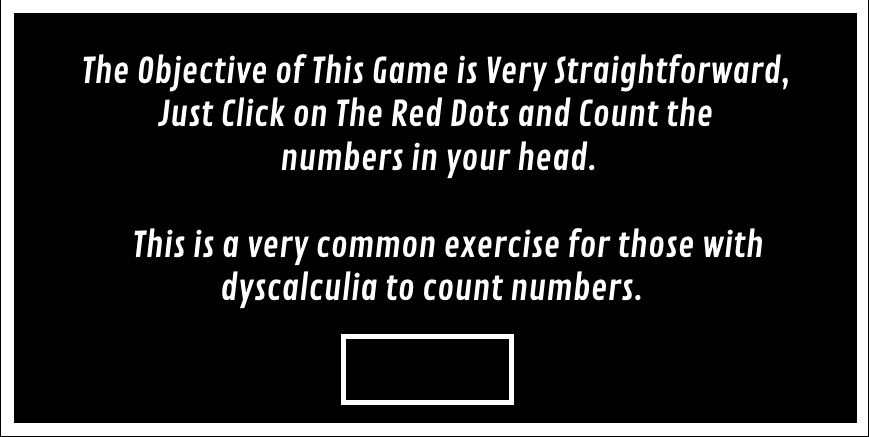 The Objective of This Game is Very Straightforward,
Just Click on The Red Dots and Count the
numbers in your head.
This is a very common exercise for those with
dyscalculia to count numbers.